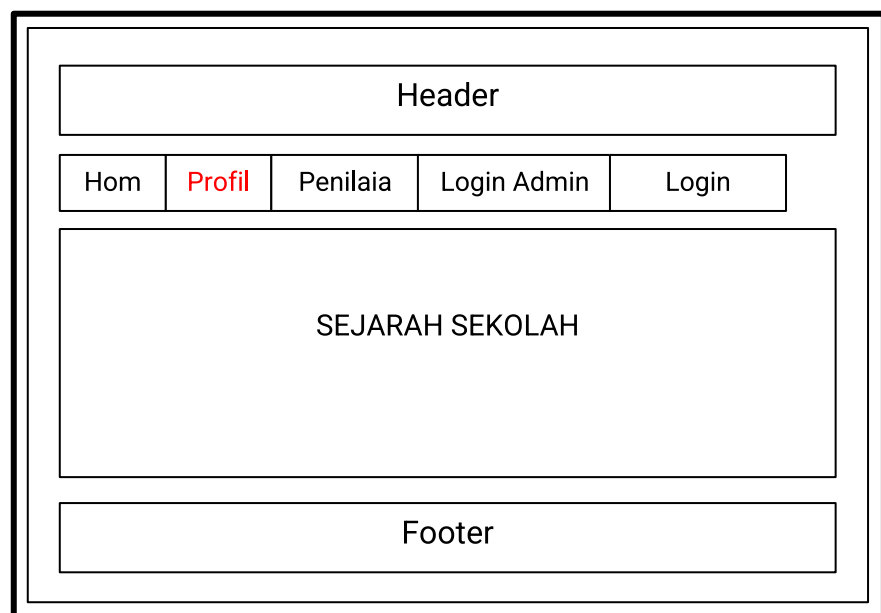 Header
Hom Profil Penilaia Login Admin Login
SEJARAH SEKOLAH
Footer